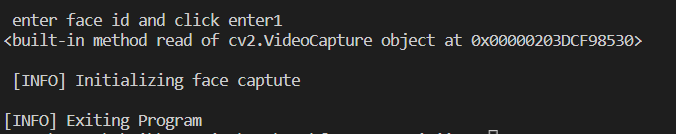 enter face id and click enter1
<built-in method read of cv2.VideoCapture object at 0x00000203DCF98530>
[INFO] Initializing face captute
[INFO] Exiting Program